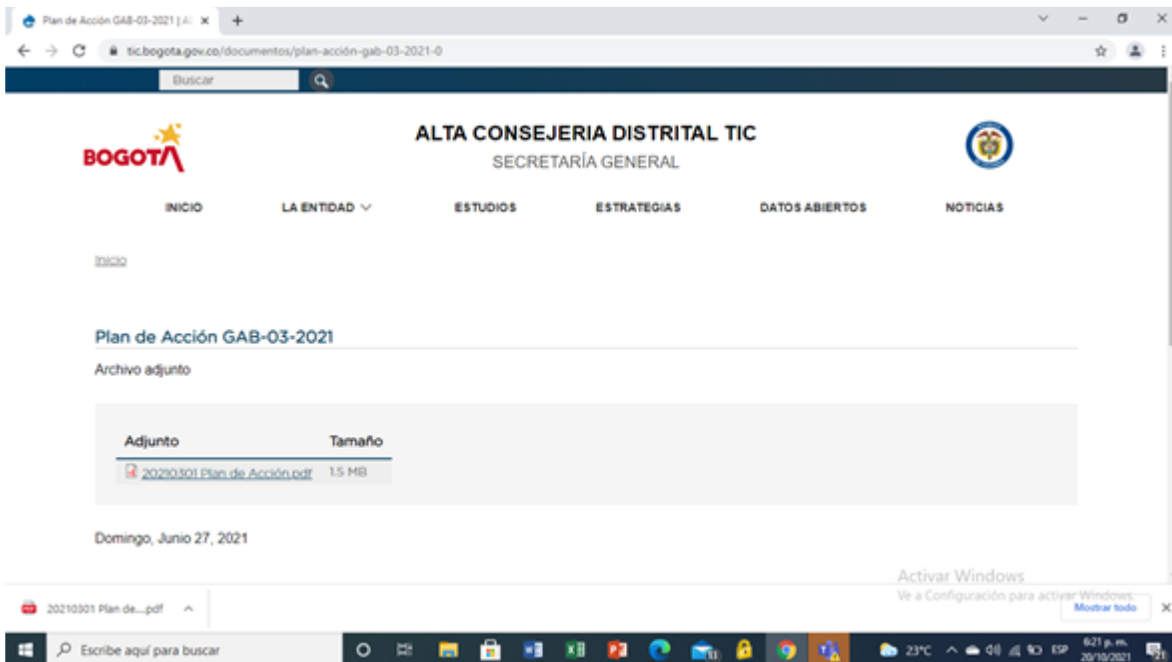 Plan de Acción GAB-03-2021 | Al
tic.bogota.gov.co/documentos/plan-acción-gab-03-2021-0
Buscar
BOGOTA
ALTA CONSEJERIA DISTRITAL TIC
SECRETARÍA GENERAL
INICIO LA ENTIDAD ESTUDIOS ESTRATEGIAS DATOS ABIERTOS NOTICIAS
Inicio
Plan de Acción GAB-03-2021
Archivo adjunto
Adjunto Tamaño
20210301 Plan de Acción.pdf 1.5 MB
Domingo, Junio 27, 2021
Activar Windows
Ve a Configuración para activar Windows.
20210301 Plan de....pdf
Mostrar todo
Escribe aquí para buscar
23°C ESP 6:21 p. m.
20/10/2021